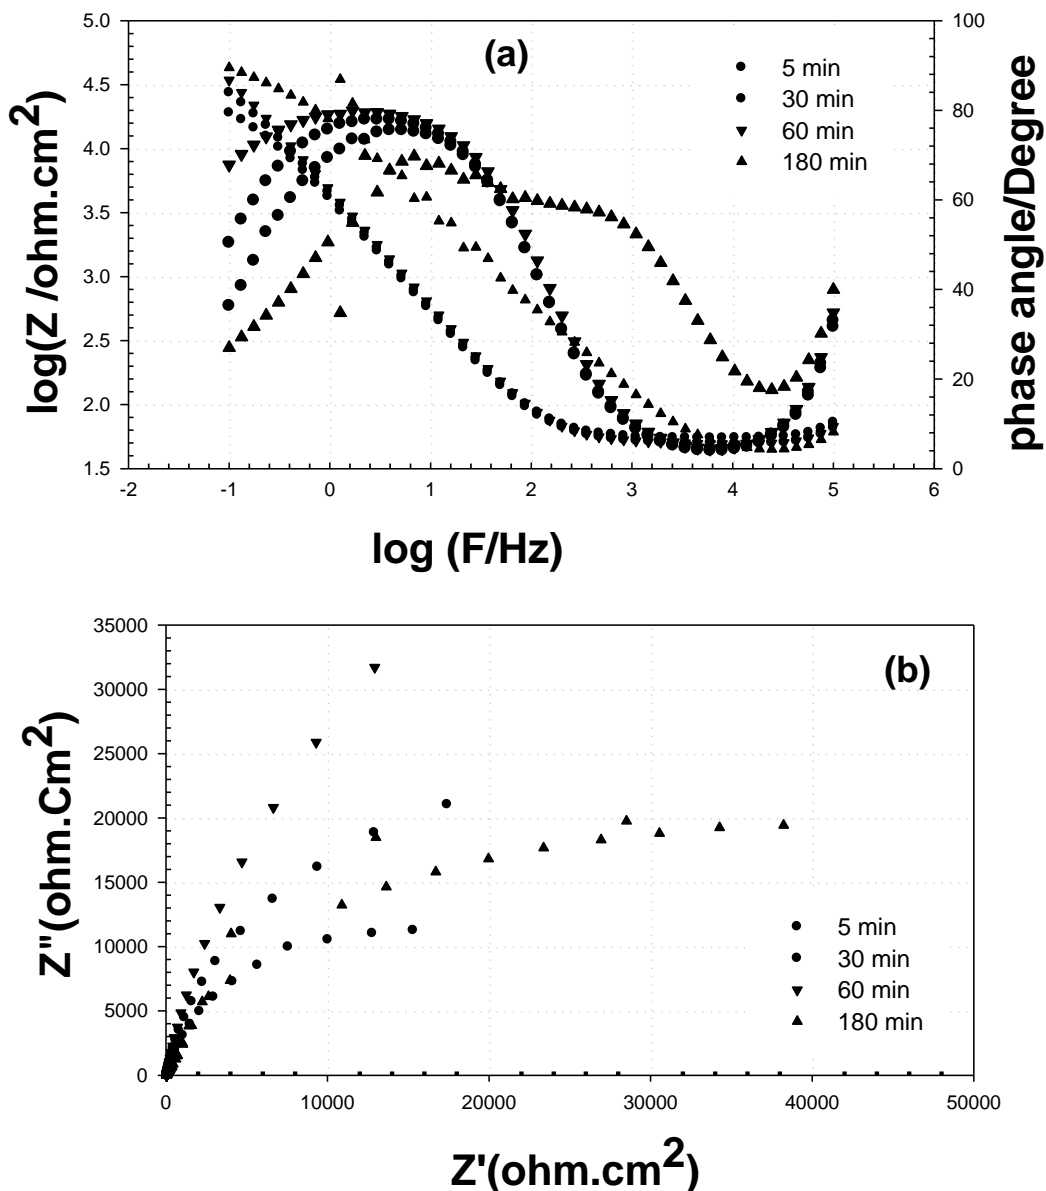 (a)
5.0
4.5
4.0
3.5
3.0
2.5
2.0
1.5
log(Z /ohm.cm²)
100
80
60
40
20
0
phase angle/Degree
5 min
30 min
60 min
180 min
-2 -1 0 1 2 3 4 5 6
log (F/Hz)
(b)
35000
30000
25000
20000
15000
10000
5000
0
Z"(ohm.Cm²)
5 min
30 min
60 min
180 min
0 10000 20000 30000 40000 50000
Z'(ohm.cm²)